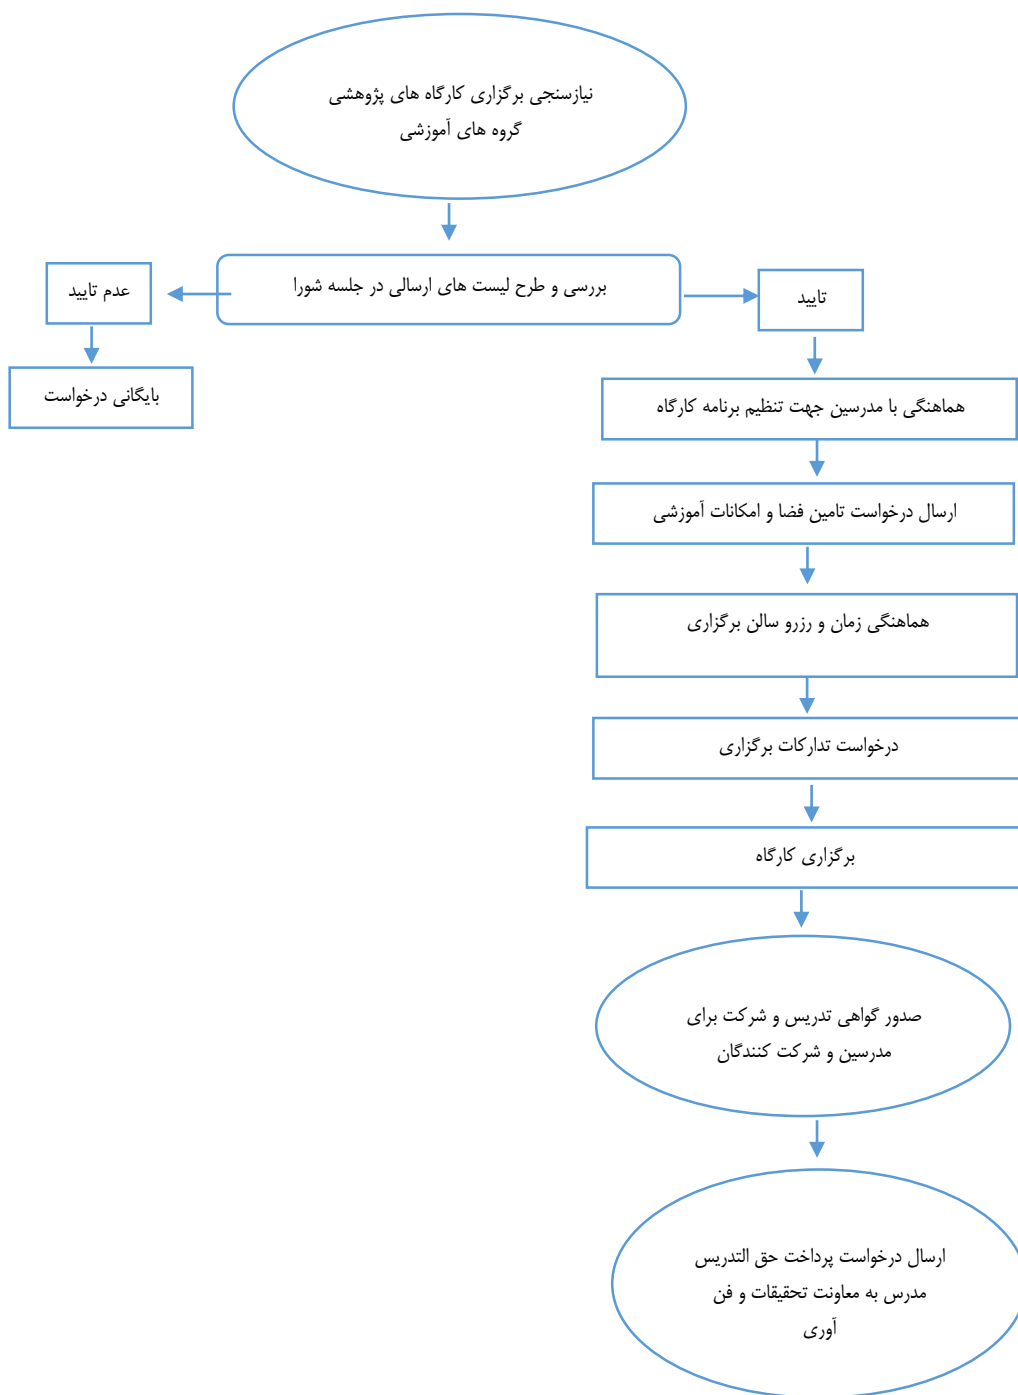 نیازسنجی برگزاری کارگاه های پژوهشی
گروه های آموزشی
بررسی و طرح لیست های ارسالی در جلسه شورا
تایید
عدم تایید
بایگانی درخواست
هماهنگی با مدرسین جهت تنظیم برنامه کارگاه
ارسال درخواست تامین فضا و امکانات آموزشی
هماهنگی زمان و رزرو سالن برگزاری
درخواست تدارکات برگزاری
برگزاری کارگاه
صدور گواهی تدریس و شرکت برای
مدرسین و شرکت کنندگان
ارسال درخواست پرداخت حق التدریس
مدرس به معاونت تحقیقات و فن
آوری